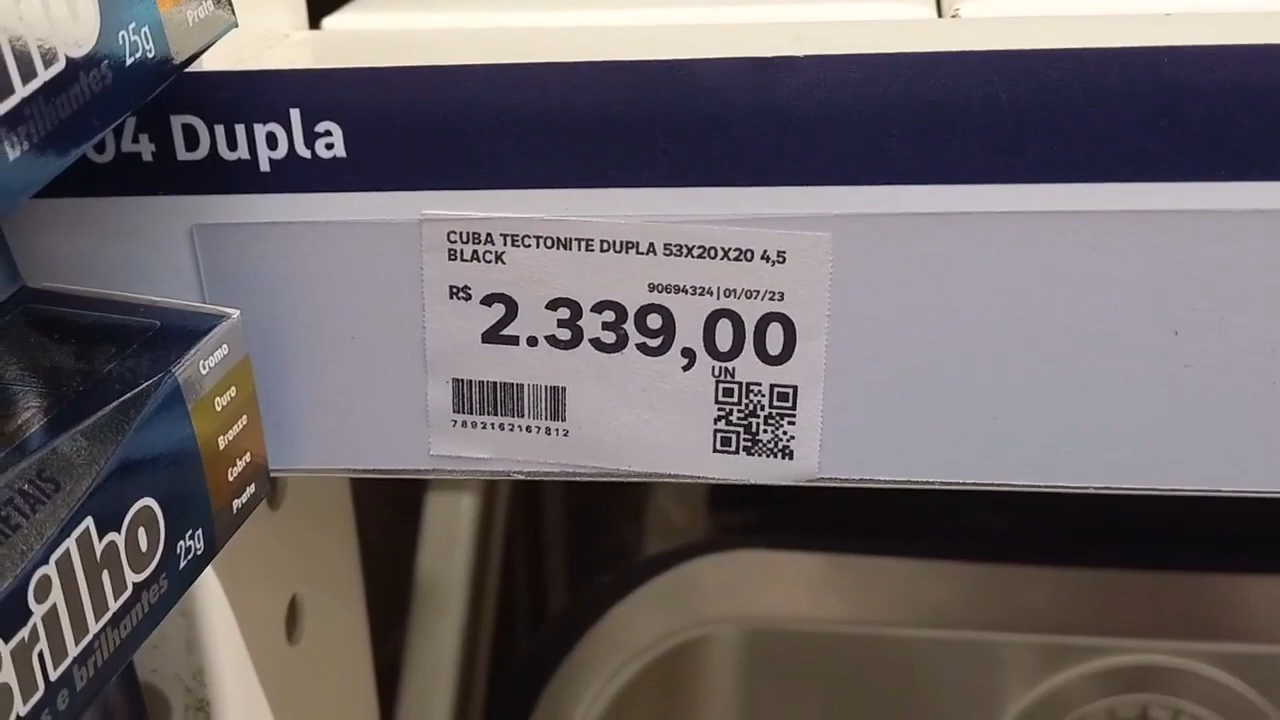 25g
Prata
brilhantes
04 Dupla
CUBA TECTONITE DUPLA 53X20X20 4,5
BLACK
90694324 | 01/07/23
R$ 2.339,00
UN
7892162167812
Cromo
Ouro
Bronze
Cobre
Prata
Brilho
25g
s e brilhantes